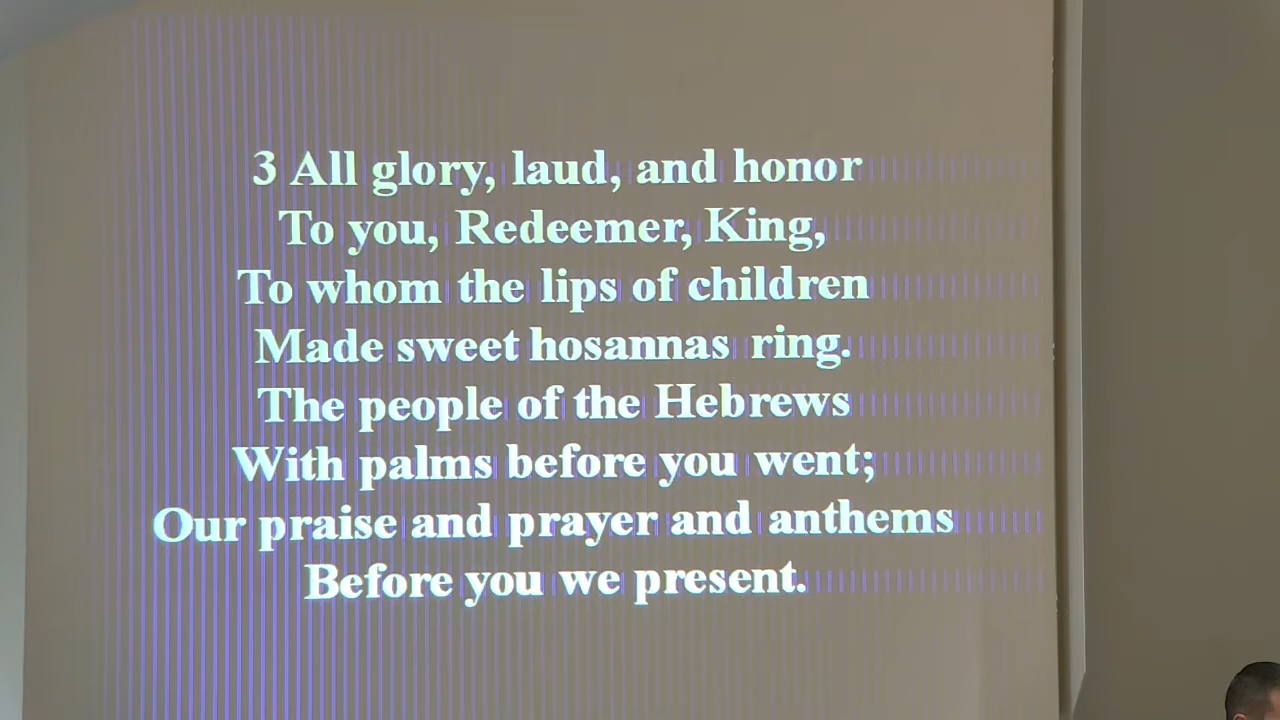 3 All glory, laud, and honor
To you, Redeemer, King,
To whom the lips of children
Made sweet hosannas ring.
The people of the Hebrews
With palms before you went;
Our praise and prayer and anthems
Before you we present.